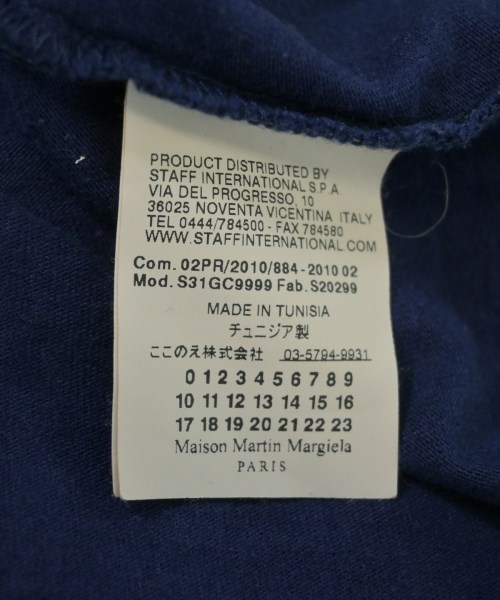 PRODUCT DISTRIBUTED BY
STAFF INTERNATIONAL S.P.A.
VIA DEL PROGRESSO, 10
36025 NOVENTA VICENTINA ITALY
TEL 0444/784500 - FAX 784580
WWW.STAFFINTERNATIONAL.COM
Com. 02PR/2010/884-2010 02
Mod. S31GC9999 Fab. S20299
MADE IN TUNISIA
チュニジア製
ここのえ株式会社 03-5794-9931
0 1 2 3 4 5 6 7 8 9
10 11 12 13 14 15 16
17 18 19 20 21 22 23
Maison Martin Margiela
PARIS